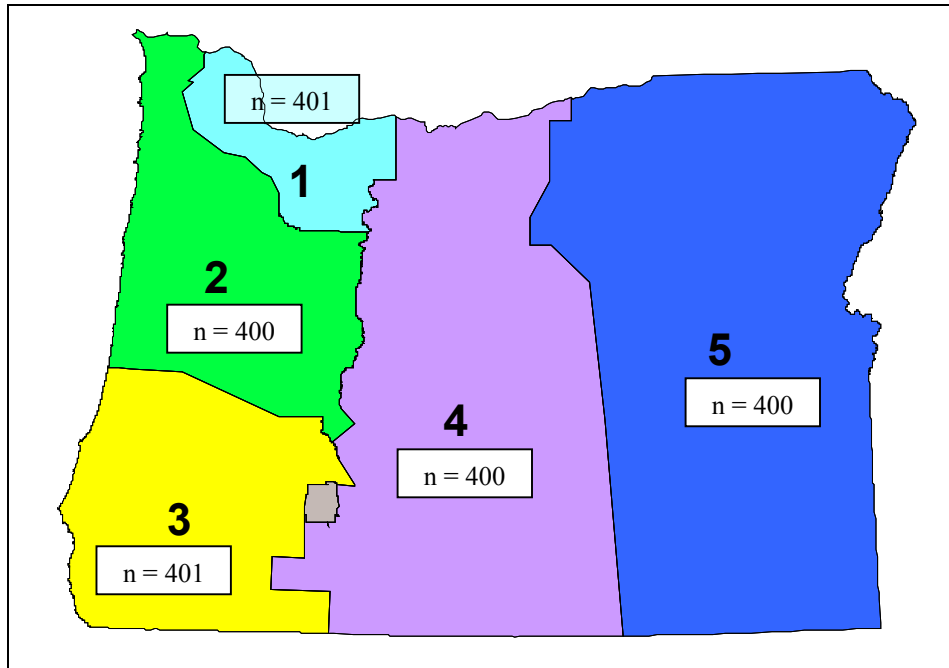 n = 401
1
2
n = 400
5
n = 400
4
n = 400
3
n = 401